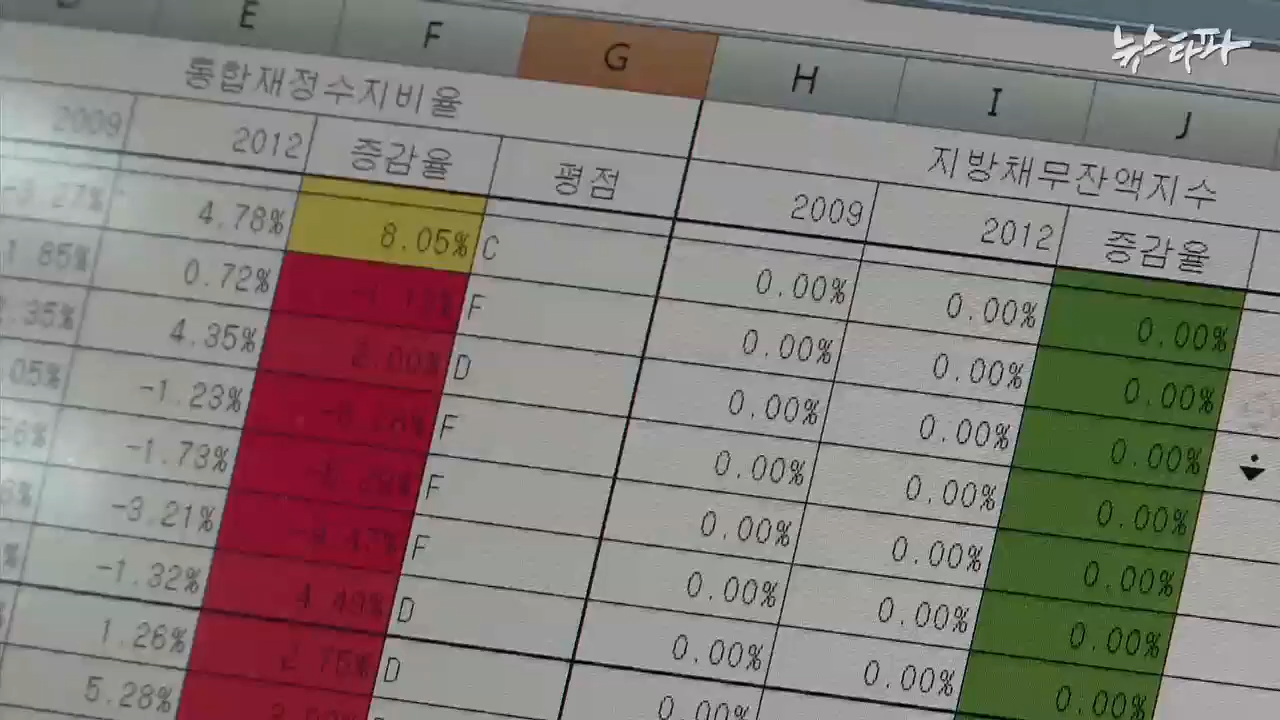 뉴스타파
E F G H I J
통합재정수지비율 지방채무잔액지수
2009 2012 증감율 평점 2009 2012 증감율
4.78% 8.05% C 0.00% 0.00% 0.00%
0.72% F 0.00% 0.00% 0.00%
4.35% 2.00% D 0.00% 0.00% 0.00%
-1.23% F 0.00% 0.00% 0.00%
-1.73% F 0.00% 0.00% 0.00%
-3.21% F 0.00% 0.00% 0.00%
-1.32% 4.49% D 0.00% 0.00% 0.00%
1.26% 2.75% D 0.00%
5.28%